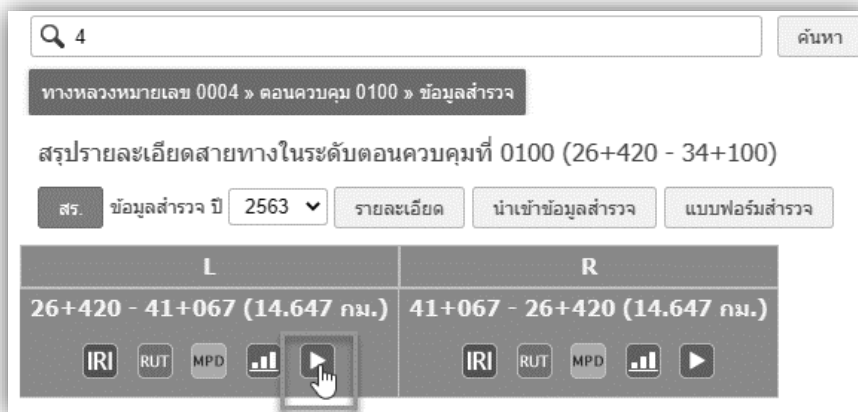 4
ค้นหา
ทางหลวงหมายเลข 0004 » ตอนควบคุม 0100 » ข้อมูลสำรวจ
สรุปรายละเอียดสายทางในระดับตอนควบคุมที่ 0100 (26+420 - 34+100)
สร. ข้อมูลสำรวจ ปี 2563 รายละเอียด นำเข้าข้อมูลสำรวจ แบบฟอร์มสำรวจ
L R
26+420 - 41+067 (14.647 กม.) 41+067 - 26+420 (14.647 กม.)
IRI RUT MPD IRI RUT MPD